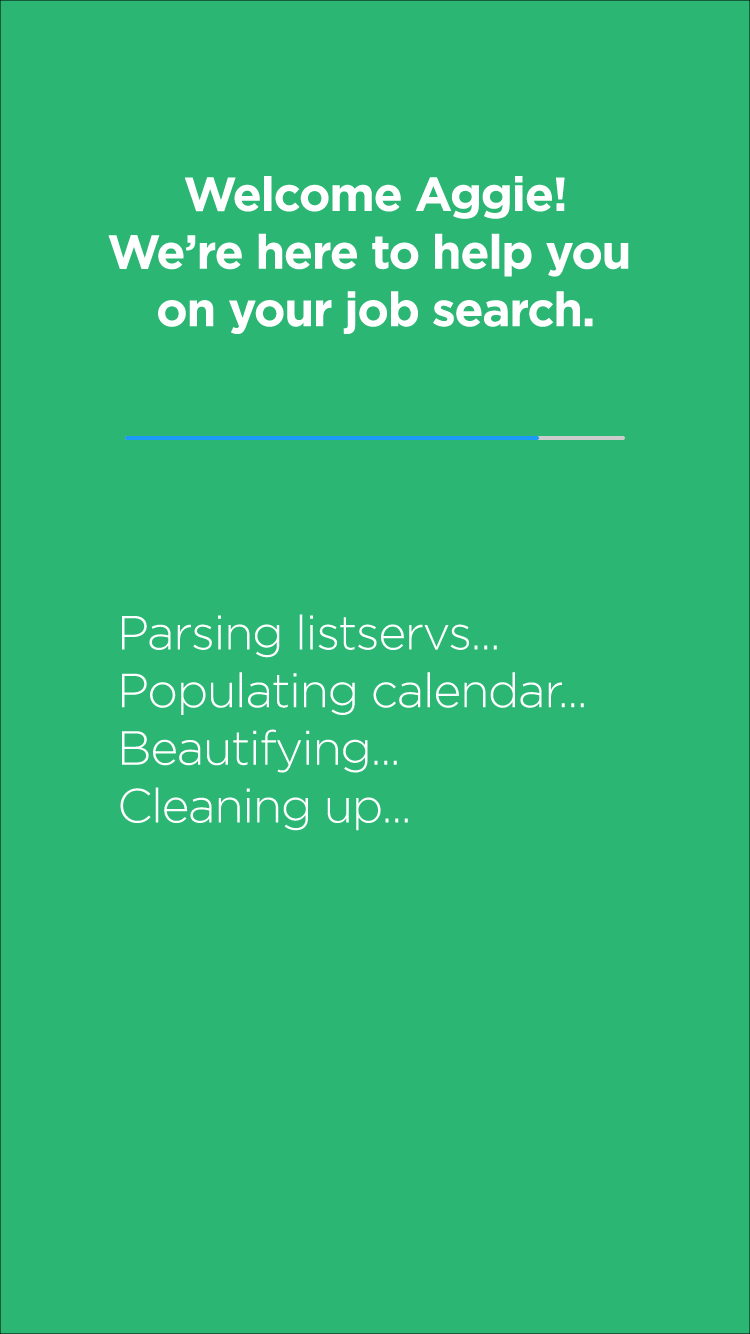 Welcome Aggie!
We’re here to help you
on your job search.
Parsing listservs...
Populating calendar...
Beautifying...
Cleaning up...